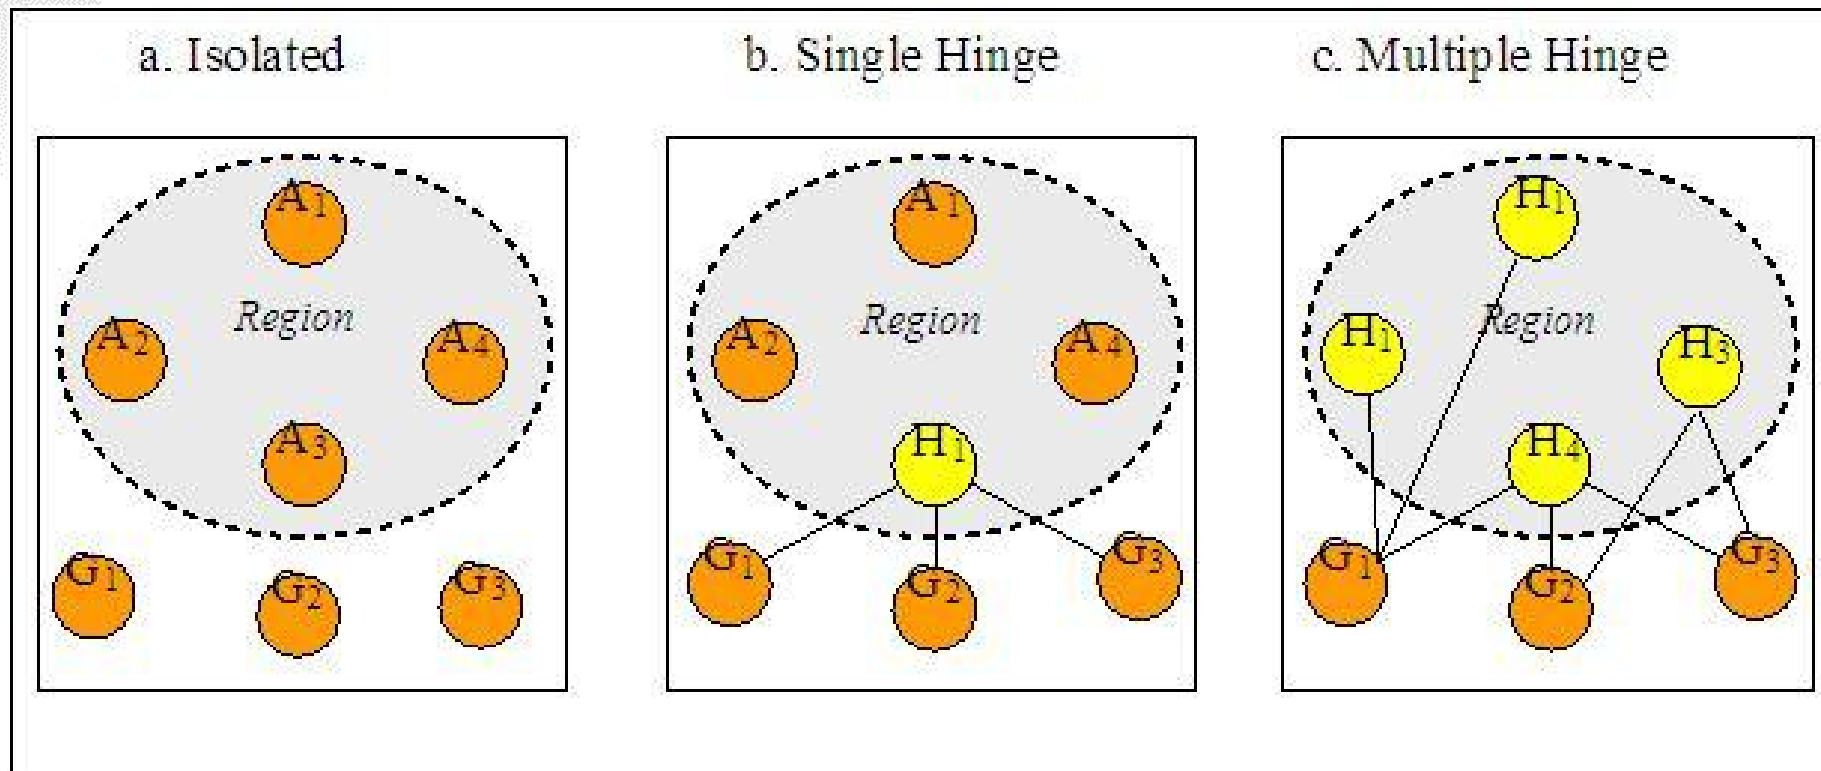 a. Isolated
b. Single Hinge
c. Multiple Hinge
A1
Region
A2
A4
A3
G1
G2
G3
A1
Region
A2
A4
H1
G1
G2
G3
H1
Region
H1
H3
H4
G1
G2
G3